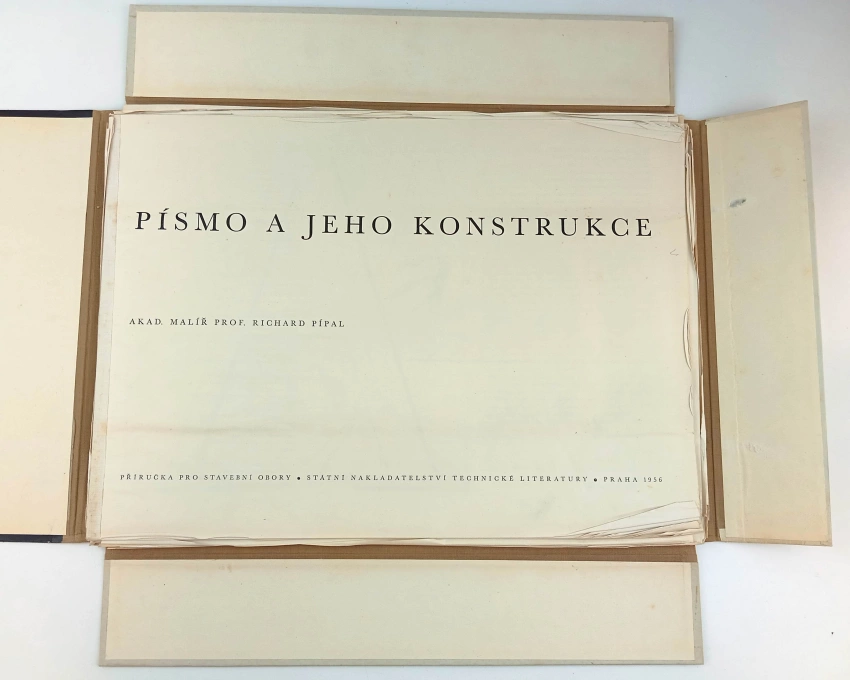 PÍSMO A JEHO KONSTRUKCE
AKAD. MALÍŘ PROF. RICHARD PÍPAL
PŘÍRUČKA PRO STAVEBNÍ OBORY • STÁTNÍ NAKLADATELSTVÍ TECHNICKÉ LITERATURY • PRAHA 1956